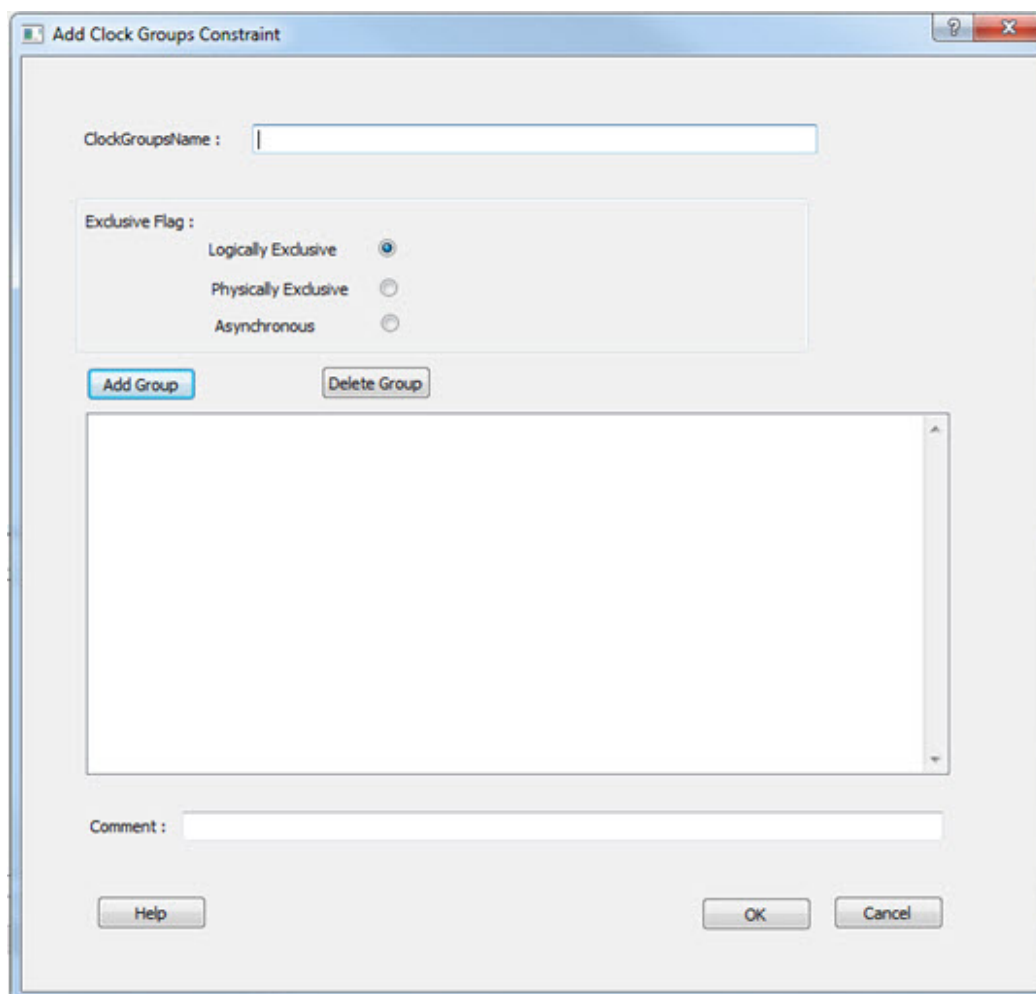 Add Clock Groups Constraint
ClockGroupsName :
Exclusive Flag :
Logically Exclusive
Physically Exclusive
Asynchronous
Add Group Delete Group
Comment :
Help OK Cancel